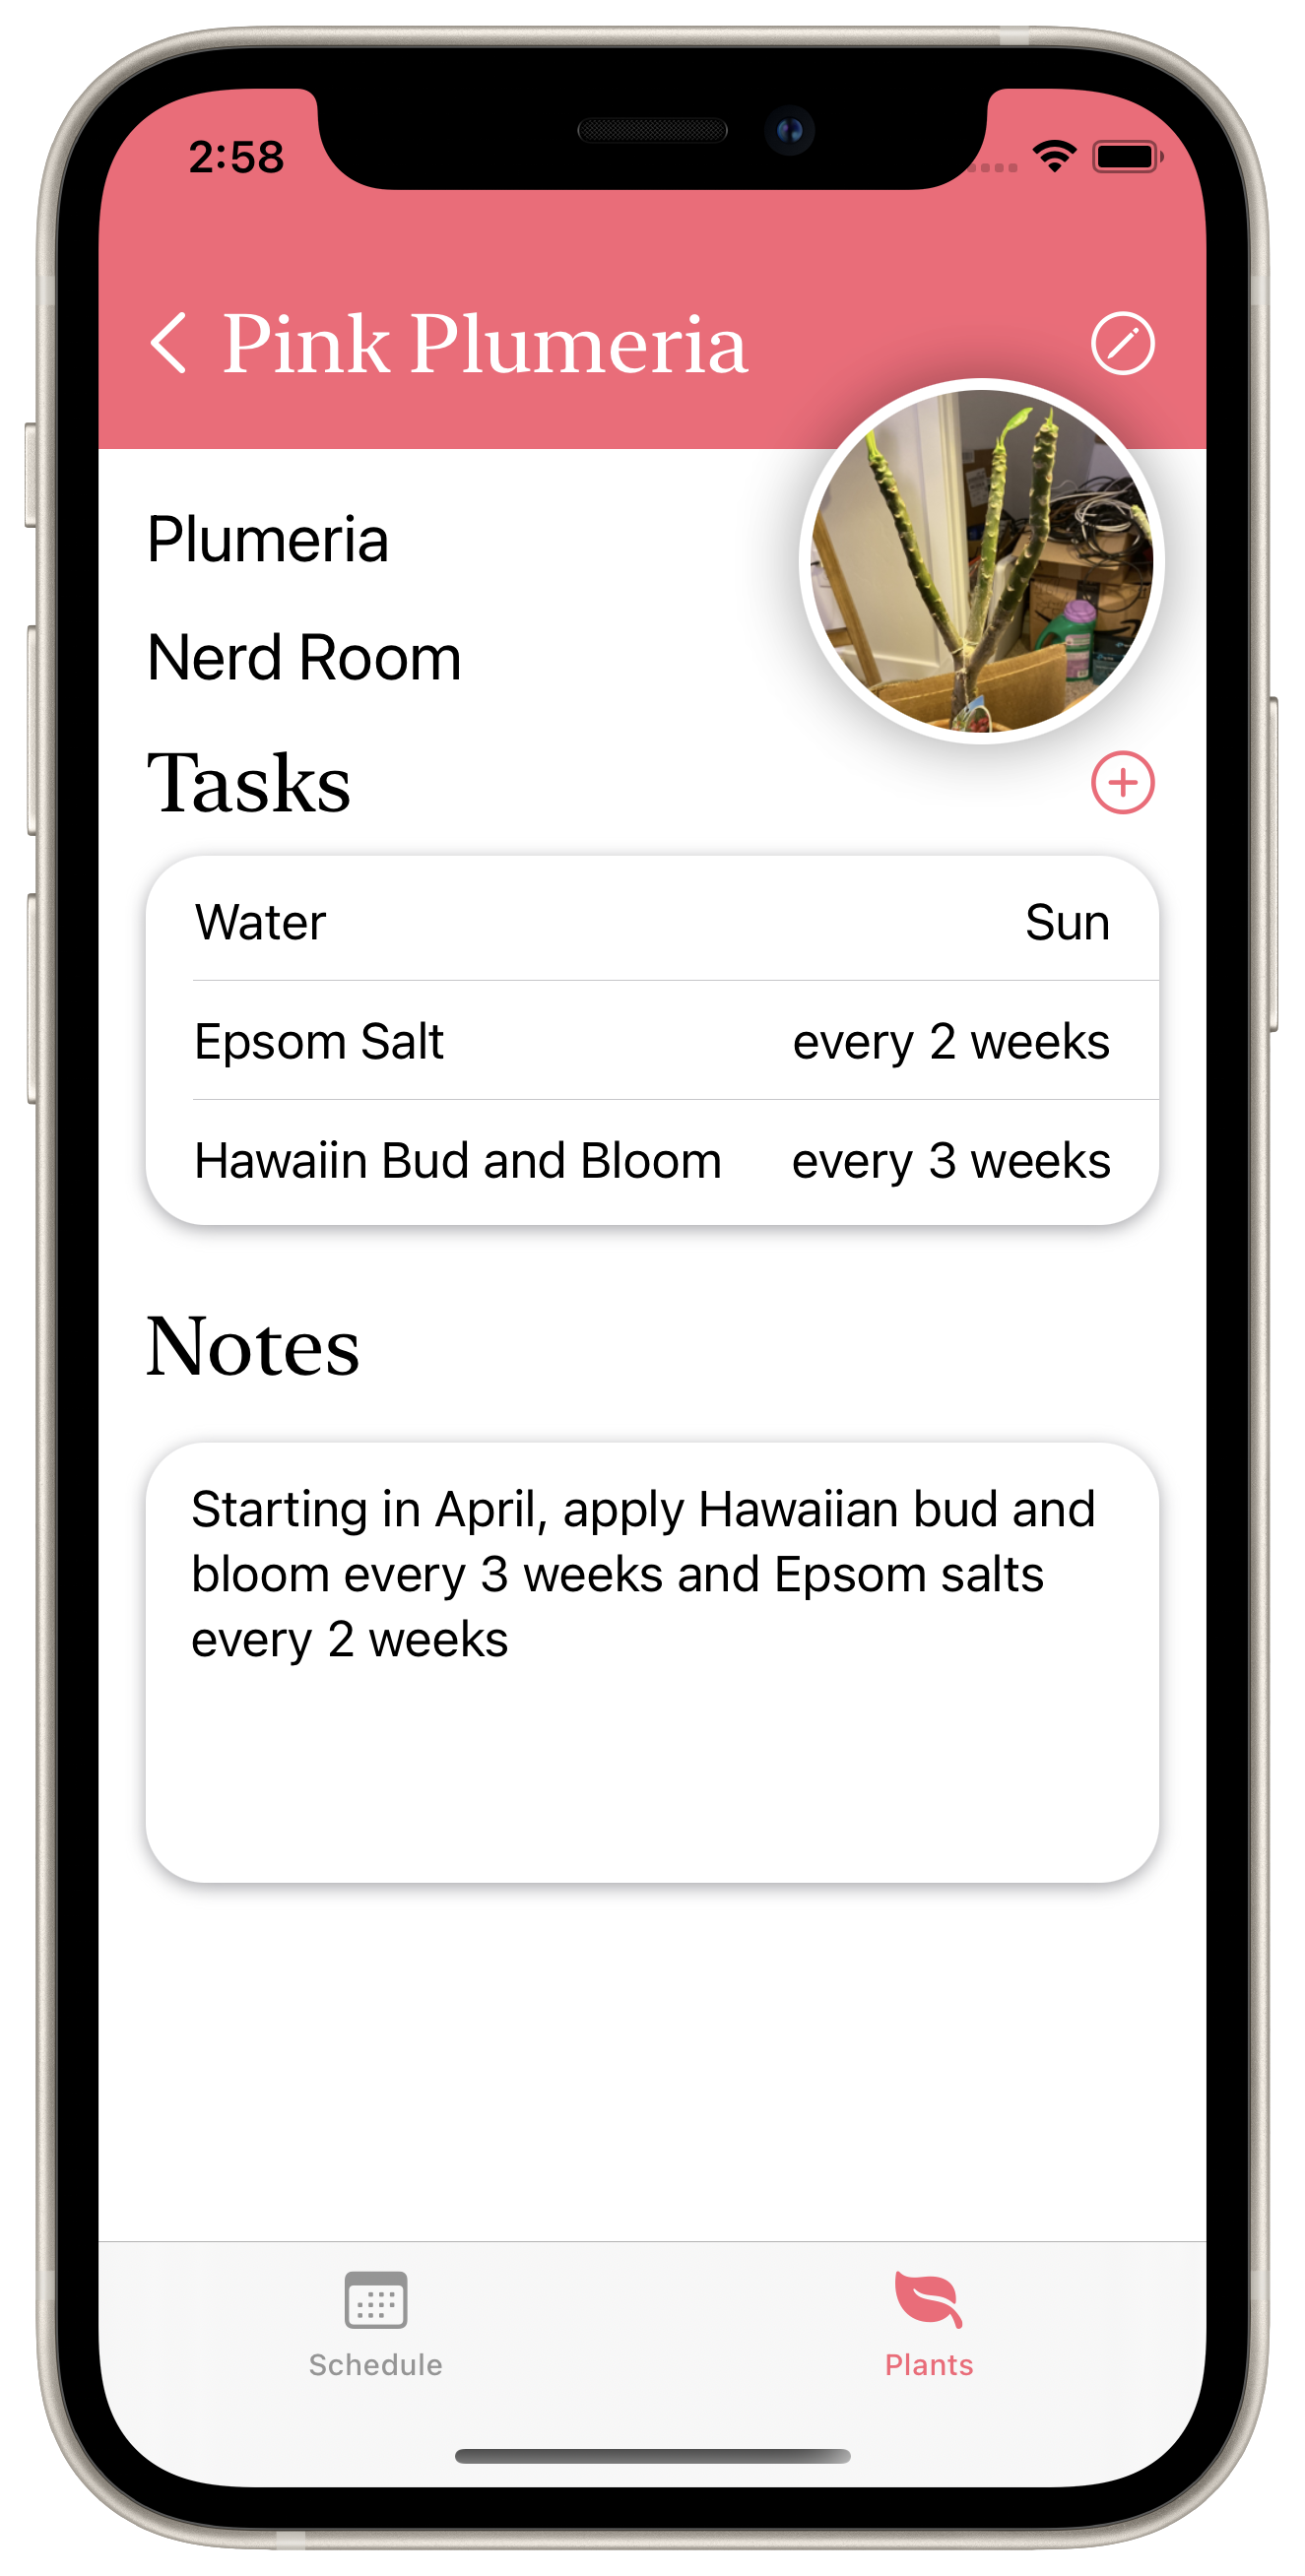 2:58
Pink Plumeria
Plumeria
Nerd Room
Tasks
Water Sun
Epsom Salt every 2 weeks
Hawaiin Bud and Bloom every 3 weeks
Notes
Starting in April, apply Hawaiian bud and
bloom every 3 weeks and Epsom salts
every 2 weeks
Schedule Plants